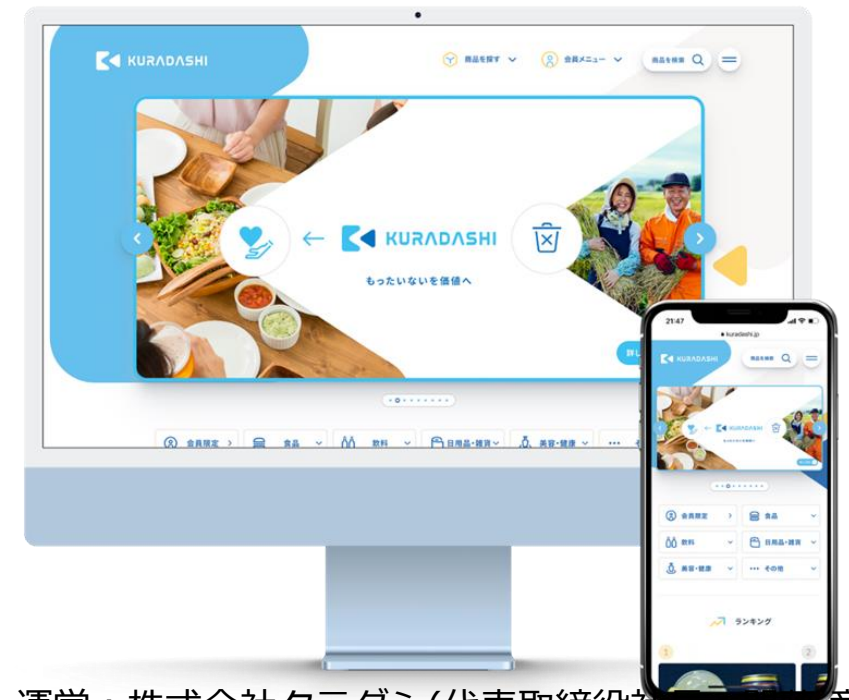 KURADASHI
商品を探す
会員メニュー
商品を検索
KURADASHI
もったいないを価値へ
詳し
会員限定
食品
飲料
日用品・雑貨
美容・健康
21:47
kuradashi.jp
KURADASHI
商品を検索
KURADASHI
会員限定
食品
飲料
日用品・雑貨
美容・健康
その他
ランキング
1
2
運営：株式会社クラダシ(代表取締役社